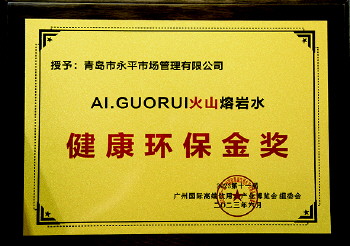 授予：青岛市永平市场管理有限公司
AI.GUORUI火山熔岩水
健康环保金奖
广州国际高端饮用水产业博览会 组委会
二〇二三年六月